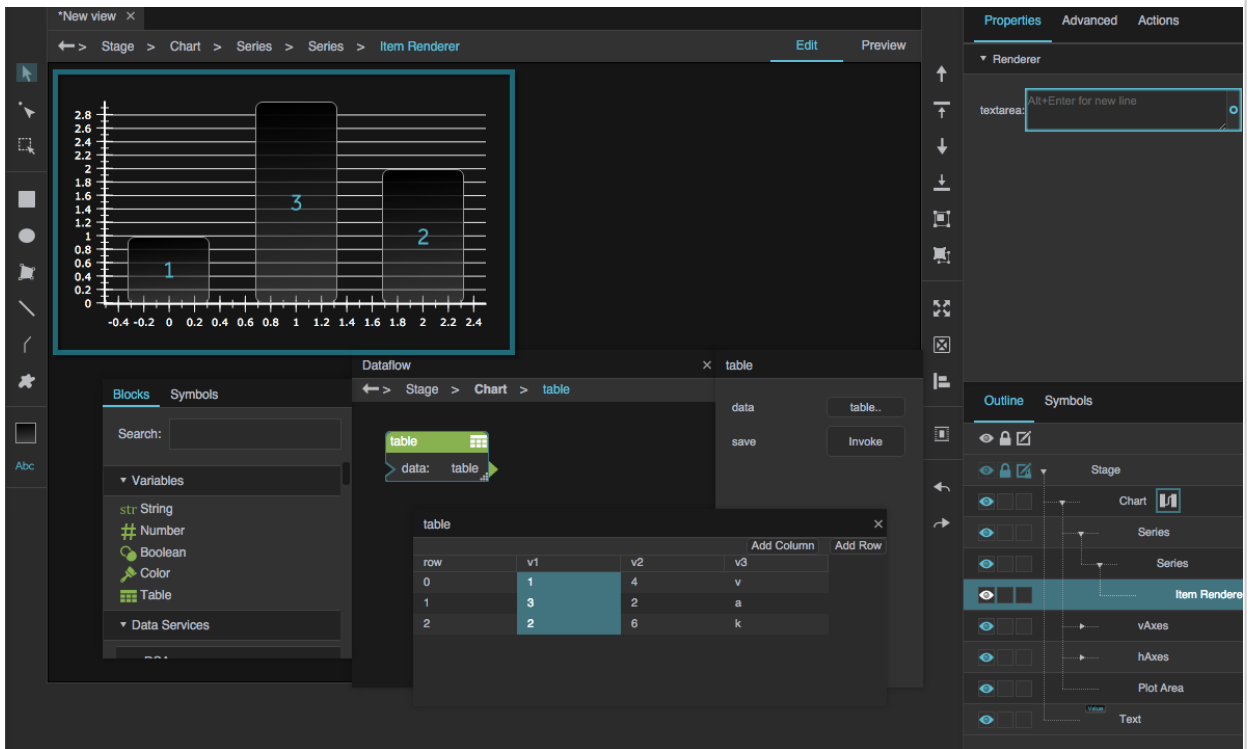 *New view ×
> Stage > Chart > Series > Series > Item Renderer
Edit Preview
2.8
2.6
2.4
2.2
2
1.8
1.6
1.4
1.2
1
0.8
0.6
0.4
0.2
0
1 3 2
-0.4 -0.2 0 0.2 0.4 0.6 0.8 1 1.2 1.4 1.6 1.8 2 2.2 2.4
Abc
Blocks Symbols
Search:
Variables
str String
# Number
Boolean
Color
Table
Data Services
Dataflow ×
> Stage > Chart > table
table
data: table
table
data table..
save Invoke
table ×
Add Column Add Row
row v1 v2 v3
0 1 4 v
1 3 2 a
2 2 6 k
Properties Advanced Actions
Renderer
textarea: Alt+Enter for new line
Outline Symbols
Stage
Chart
Series
Series
Item Rendere
vAxes
hAxes
Plot Area
Value
Text